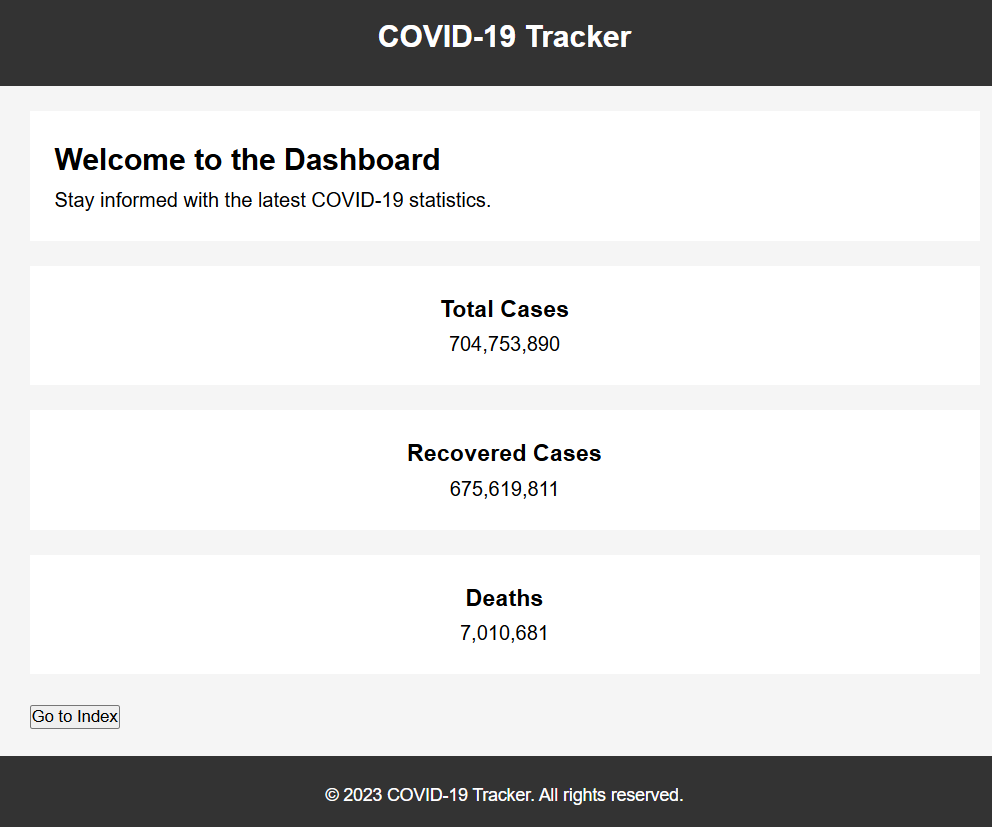 COVID-19 Tracker
Welcome to the Dashboard
Stay informed with the latest COVID-19 statistics.
Total Cases
704,753,890
Recovered Cases
675,619,811
Deaths
7,010,681
Go to Index
© 2023 COVID-19 Tracker. All rights reserved.